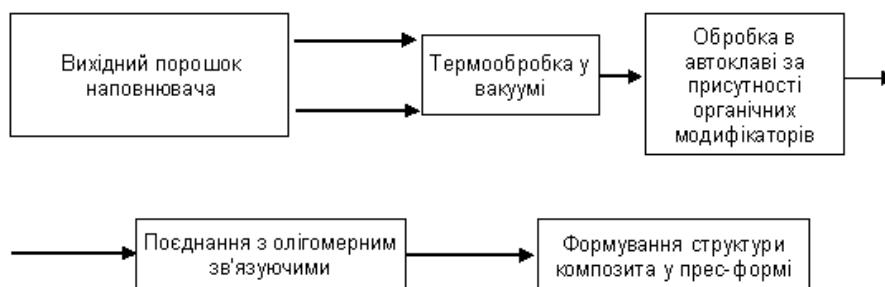 Вихідний порошок
наповнювача
Термообробка у
вакуумі
Обробка в
автоклаві за
присутності
органічних
модифікаторів
Поєднання з олігомерним
зв'язуючими
Формування структури
композита у прес-формі